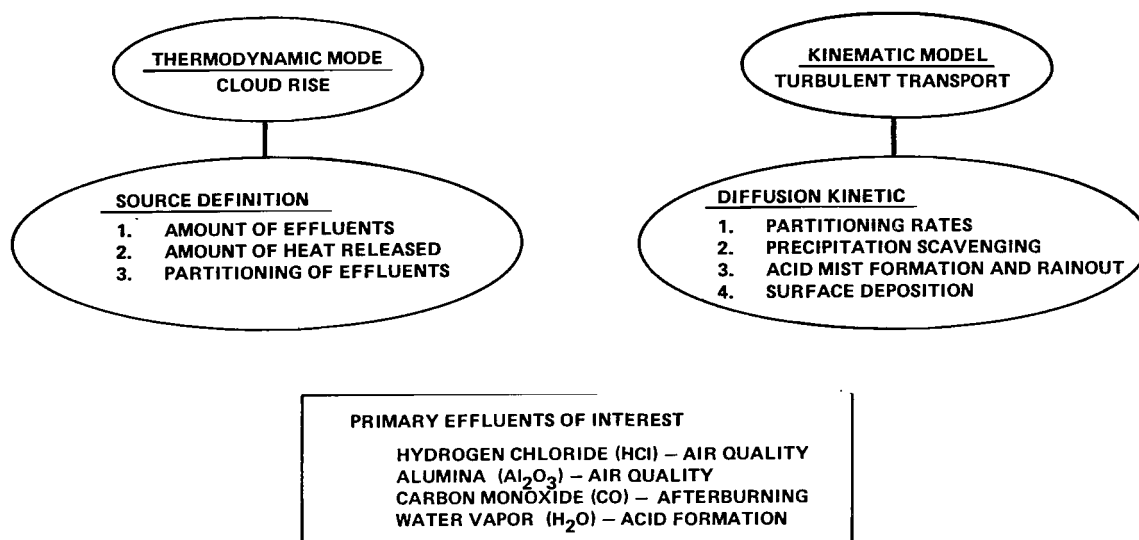 THERMODYNAMIC MODE
CLOUD RISE
SOURCE DEFINITION
1. AMOUNT OF EFFLUENTS
2. AMOUNT OF HEAT RELEASED
3. PARTITIONING OF EFFLUENTS
KINEMATIC MODEL
TURBULENT TRANSPORT
DIFFUSION KINETIC
1. PARTITIONING RATES
2. PRECIPITATION SCAVENGING
3. ACID MIST FORMATION AND RAINOUT
4. SURFACE DEPOSITION
PRIMARY EFFLUENTS OF INTEREST
HYDROGEN CHLORIDE (HCl) – AIR QUALITY
ALUMINA (Al₂O₃) – AIR QUALITY
CARBON MONOXIDE (CO) – AFTERBURNING
WATER VAPOR (H₂O) – ACID FORMATION